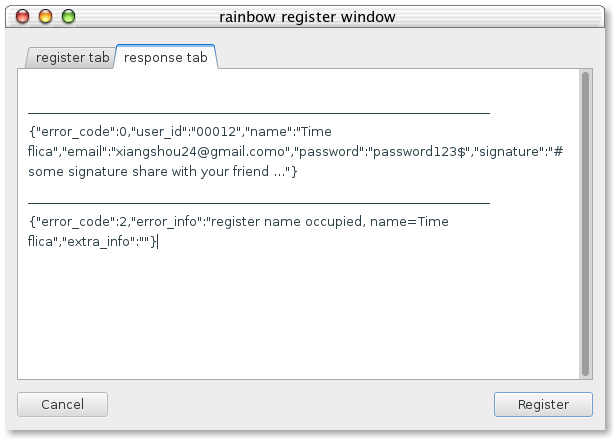 rainbow register window
register tab
response tab
{"error_code":0,"user_id":"00012","name":"Time
flica","email":"xiangshou24@gmail.como","password":"password123$","signature":"#
some signature share with your friend ..."}
{"error_code":2,"error_info":"register name occupied, name=Time
flica","extra_info":""}
Cancel
Register